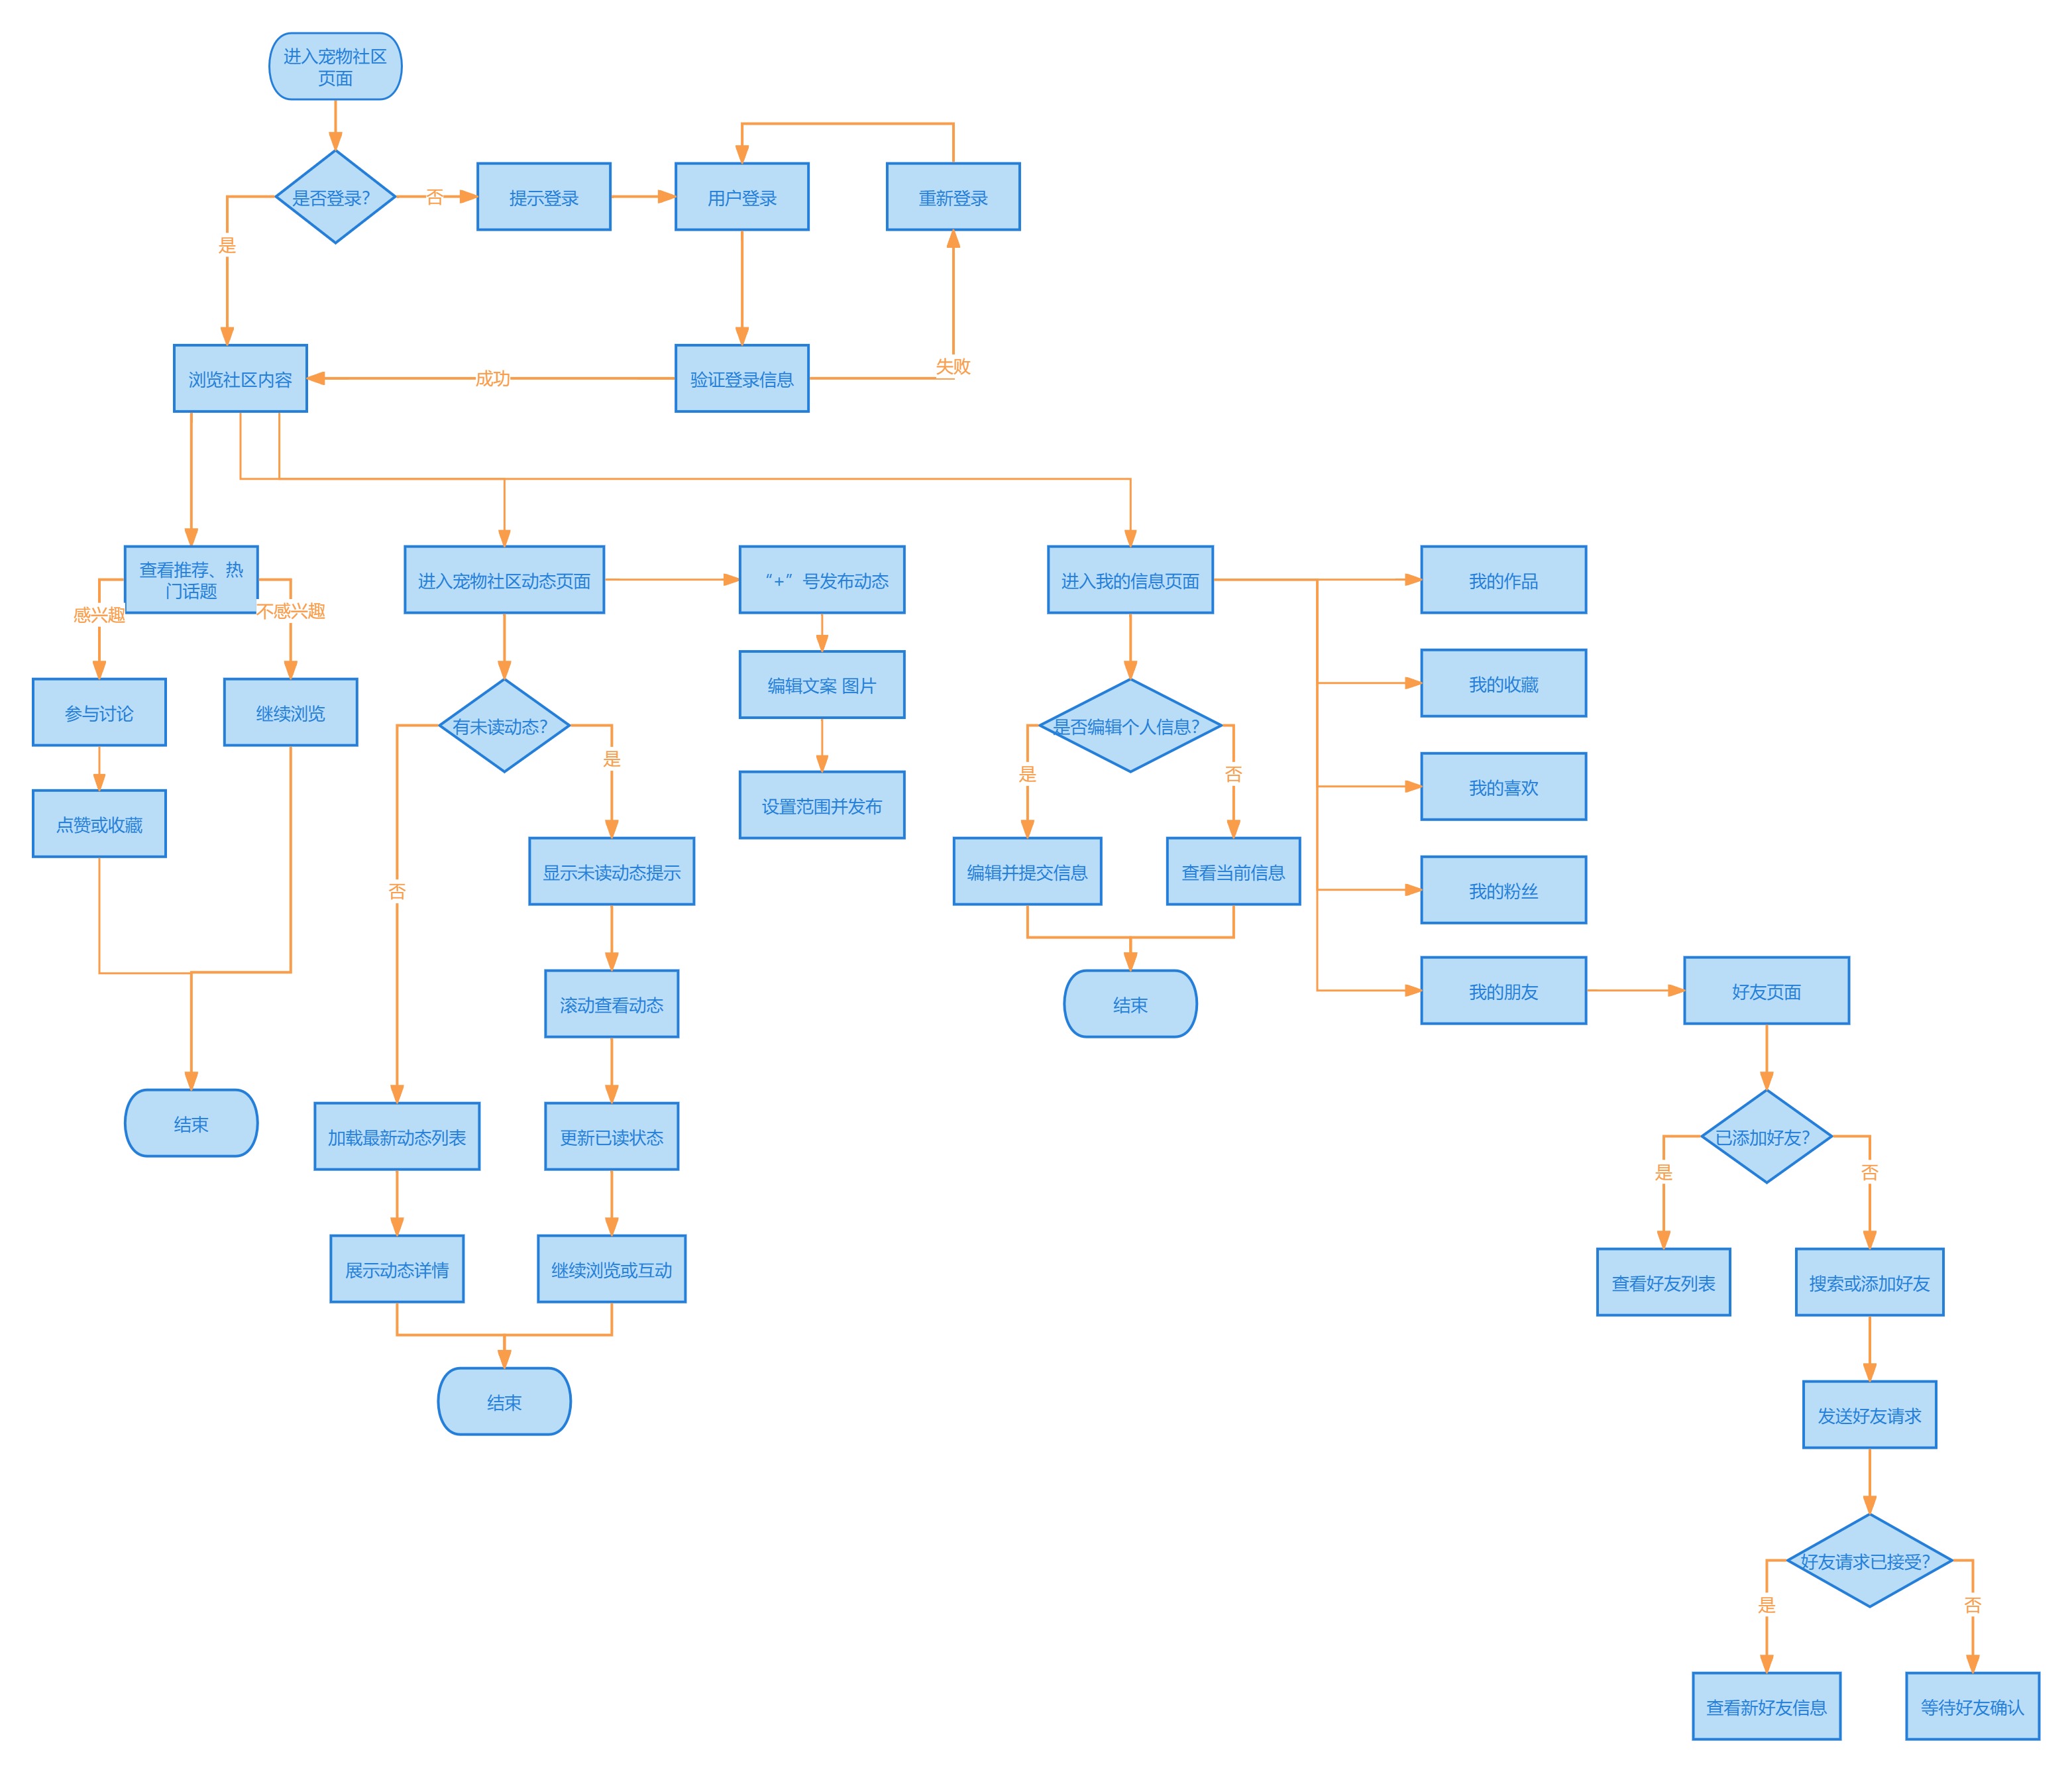 进入宠物社区
页面
是否登录?
否
提示登录
用户登录
重新登录
是
浏览社区内容
成功
验证登录信息
失败
查看推荐、热
门话题
进入宠物社区动态页面
“+”号发布动态
进入我的信息页面
我的作品
感兴趣
不感兴趣
编辑文案 图片
我的收藏
参与讨论
继续浏览
有未读动态?
是
是否编辑个人信息?
是
否
设置范围并发布
我的喜欢
点赞或收藏
否
显示未读动态提示
编辑并提交信息
查看当前信息
我的粉丝
滚动查看动态
结束
我的朋友
好友页面
结束
加载最新动态列表
更新已读状态
已添加好友?
是
否
展示动态详情
继续浏览或互动
查看好友列表
搜索或添加好友
结束
发送好友请求
好友请求已接受?
是
否
查看新好友信息
等待好友确认